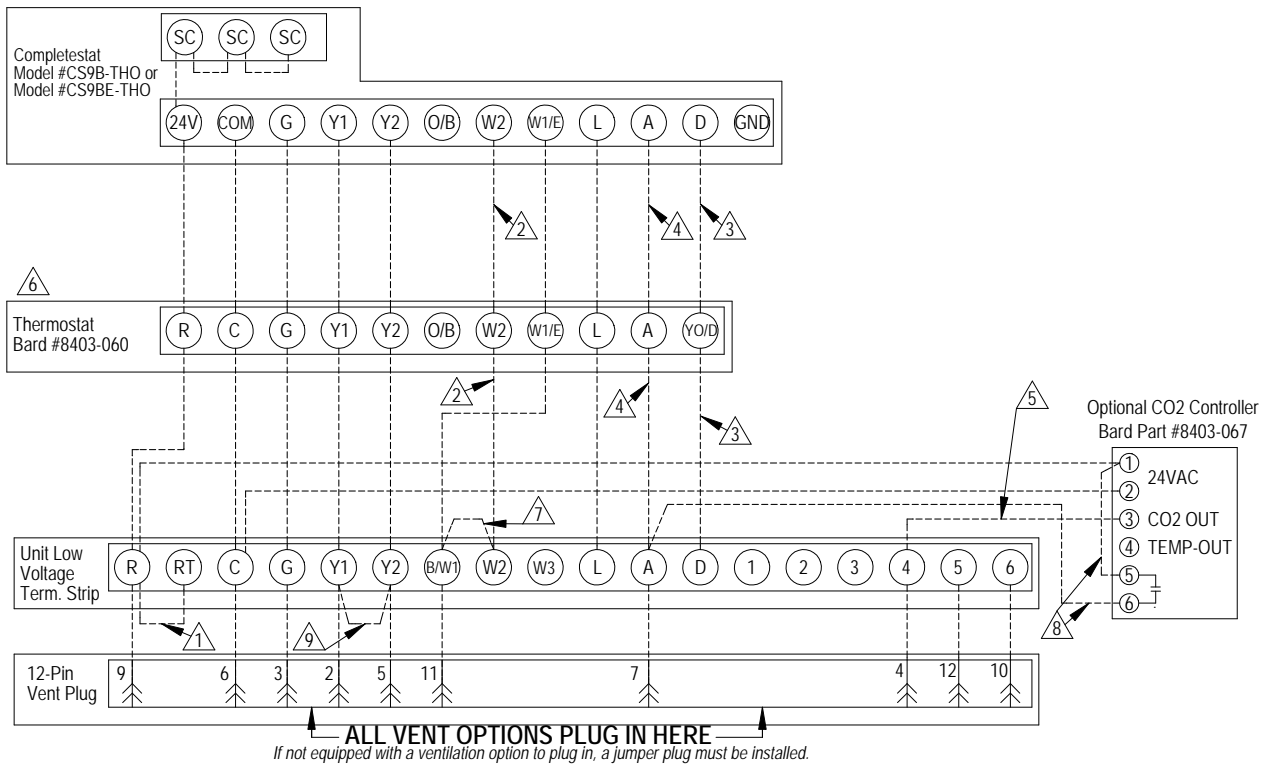 SC SC SC
Completestat
Model #CS9B-THO or
Model #CS9BE-THO
24V COM G Y1 Y2 O/B W2 W1/E L A D GND
2 4 3
6
Thermostat
Bard #8403-060
R C G Y1 Y2 O/B W2 W1/E L A YO/D
2 4 3 5
Optional CO2 Controller
Bard Part #8403-067
1
24VAC
2
3 CO2 OUT
4 TEMP-OUT
5
6
7
8
Unit Low
Voltage
Term. Strip
R RT C G Y1 Y2 B/W1 W2 W3 L A D 1 2 3 4 5 6
1 9
12-Pin
Vent Plug
9 6 3 2 5 11 7 4 12 10
ALL VENT OPTIONS PLUG IN HERE
If not equipped with a ventilation option to plug in, a jumper plug must be installed.